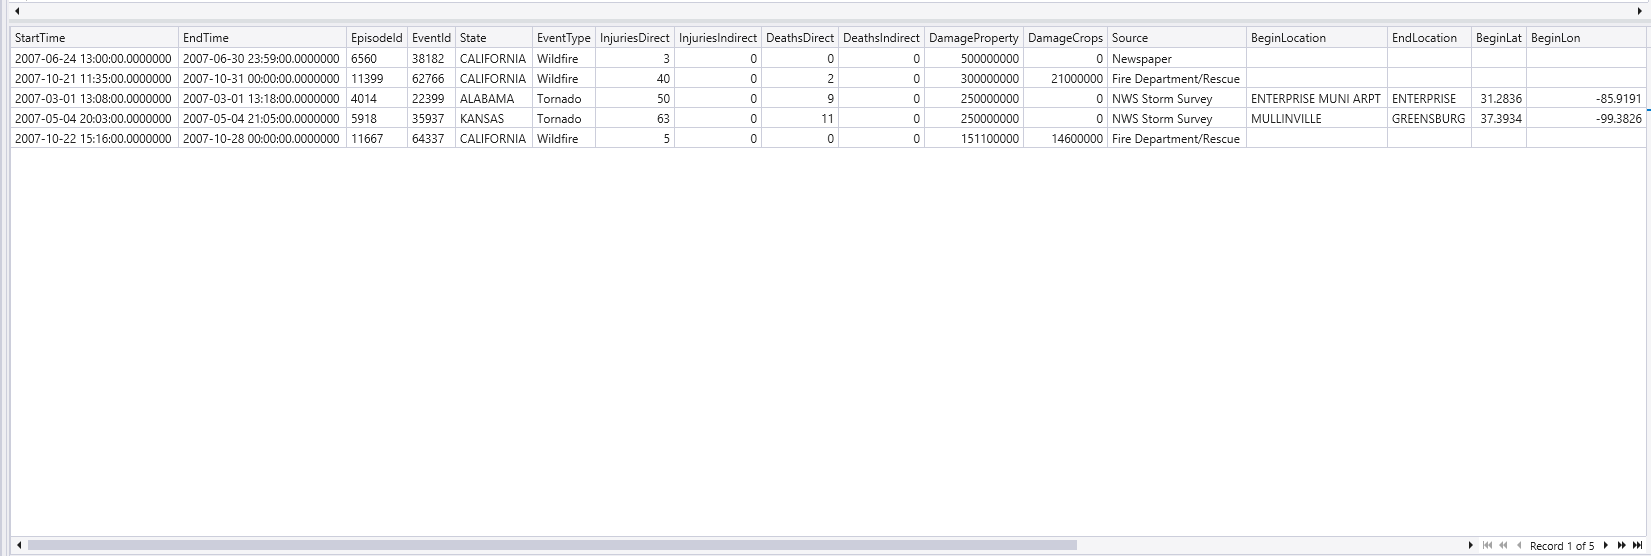 StartTime EndTime EpisodeId EventId State EventType InjuriesDirect InjuriesIndirect DeathsDirect DeathsIndirect DamageProperty DamageCrops Source BeginLocation EndLocation BeginLat BeginLon
2007-06-24 13:00:00.0000000 2007-06-30 23:59:00.0000000 6560 38182 CALIFORNIA Wildfire 3 0 0 0 500000000 0 Newspaper
2007-10-21 11:35:00.0000000 2007-10-31 00:00:00.0000000 11399 62766 CALIFORNIA Wildfire 40 0 2 0 300000000 21000000 Fire Department/Rescue
2007-03-01 13:08:00.0000000 2007-03-01 13:18:00.0000000 4014 22399 ALABAMA Tornado 50 0 9 0 250000000 0 NWS Storm Survey ENTERPRISE MUNI ARPT ENTERPRISE 31.2836 -85.9191
2007-05-04 20:03:00.0000000 2007-05-04 21:05:00.0000000 5918 35937 KANSAS Tornado 63 0 11 0 250000000 0 NWS Storm Survey MULLINVILLE GREENSBURG 37.3934 -99.3826
2007-10-22 15:16:00.0000000 2007-10-28 00:00:00.0000000 11667 64337 CALIFORNIA Wildfire 5 0 0 0 151100000 14600000 Fire Department/Rescue
Record 1 of 5